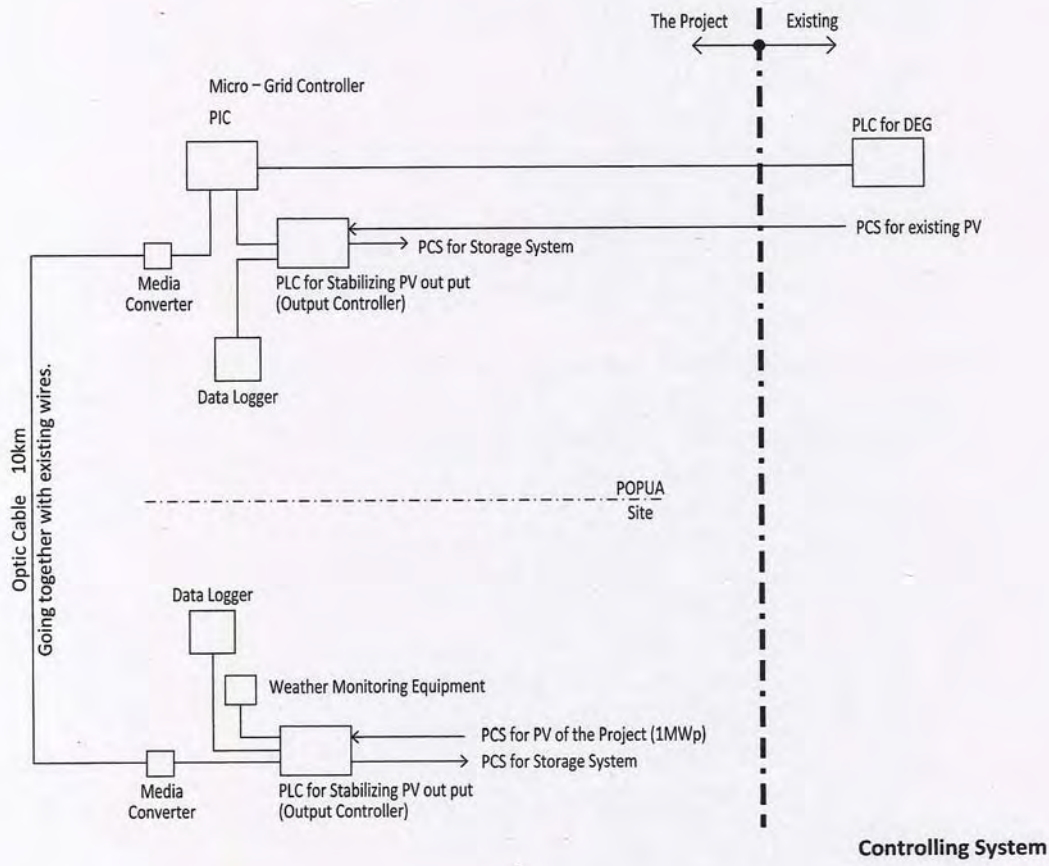 The Project
Existing
Micro – Grid Controller
PIC
PLC for DEG
PCS for existing PV
PCS for Storage System
Media
Converter
PLC for Stabilizing PV out put
(Output Controller)
Data Logger
Optic Cable 10km
Going together with existing wires.
POPUA
Site
Data Logger
Weather Monitoring Equipment
PCS for PV of the Project (1MWp)
PCS for Storage System
Media
Converter
PLC for Stabilizing PV out put
(Output Controller)
Controlling System